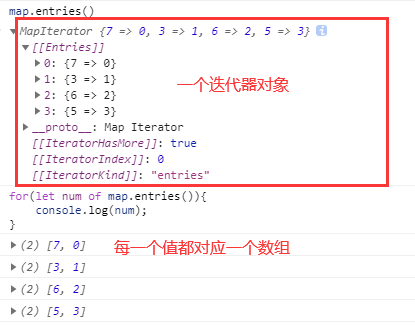 map.entries()
MapIterator {7 => 0, 3 => 1, 6 => 2, 5 => 3} i
[[Entries]]
0: {7 => 0}
1: {3 => 1}
2: {6 => 2}
3: {5 => 3}
一个迭代器对象
__proto__: Map Iterator
[[IteratorHasMore]]: true
[[IteratorIndex]]: 0
[[IteratorKind]]: "entries"
for(let num of map.entries()){
console.log(num);
}
(2) [7, 0]
每一个值都对应一个数组
(2) [3, 1]
(2) [6, 2]
(2) [5, 3]